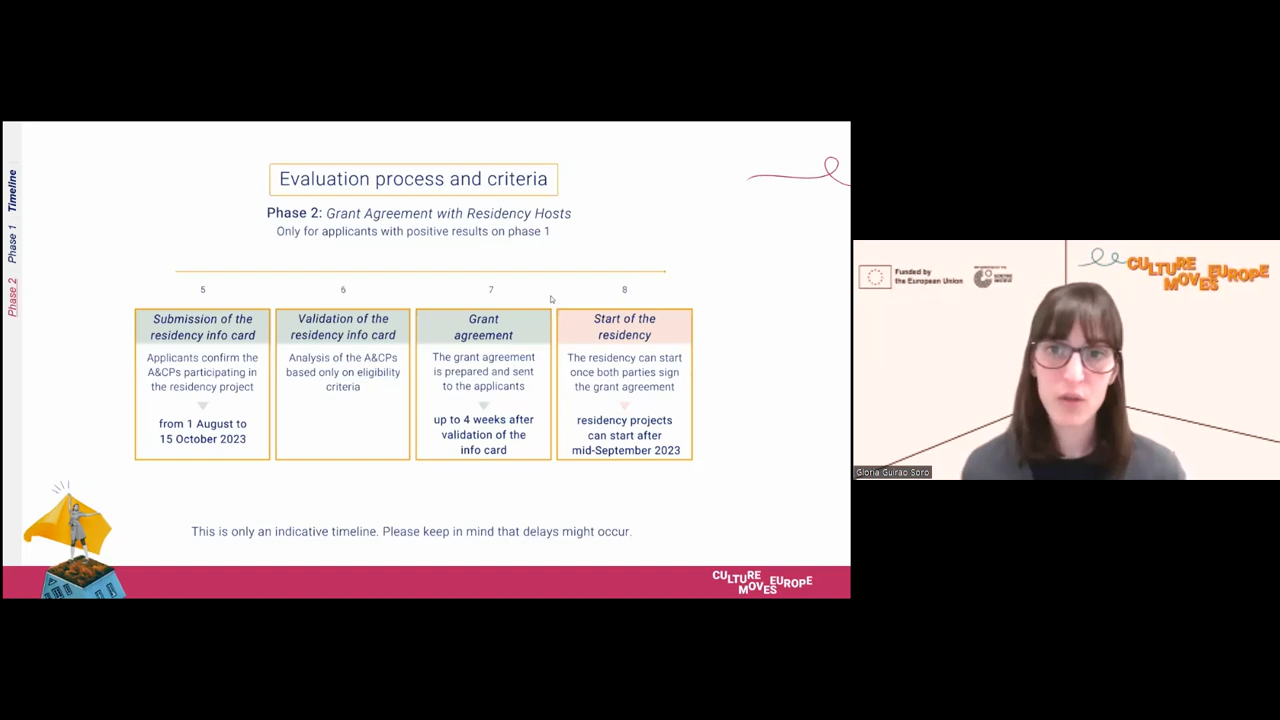 Timeline
Phase 1
Phase 2
Evaluation process and criteria
Phase 2: Grant Agreement with Residency Hosts
Only for applicants with positive results on phase 1
5
Submission of the
residency info card
Applicants confirm the
A&CPs participating in
the residency project
from 1 August to
15 October 2023
6
Validation of the
residency info card
Analysis of the A&CPs
based only on eligibility
criteria
7
Grant
agreement
The grant agreement
is prepared and sent
to the applicants
up to 4 weeks after
validation of the
info card
8
Start of the
residency
The residency can start
once both parties sign
the grant agreement
residency projects
can start after
mid-September 2023
This is only an indicative timeline. Please keep in mind that delays might occur.
CULTURE
MOVES EUROPE
Funded by
the European Union
CULTURE
MOVES EUROPE
Gloria Guirao Soro